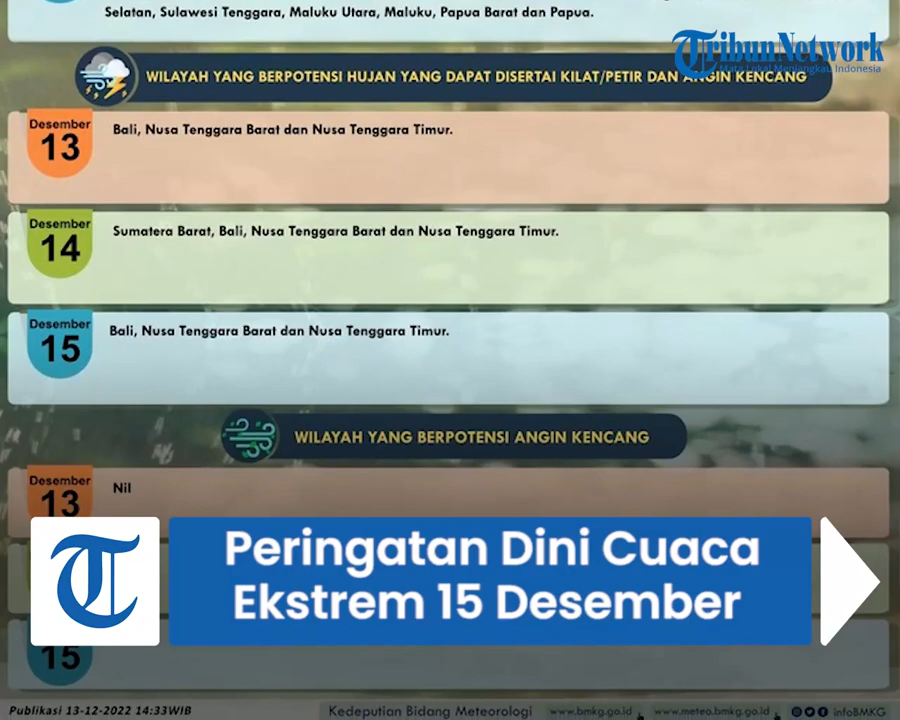 Selatan, Sulawesi Tenggara, Maluku Utara, Maluku, Papua Barat dan Papua.
TribunNetwork
Mata Lokal Menjangkau Indonesia
WILAYAH YANG BERPOTENSI HUJAN YANG DAPAT DISERTAI KILAT/PETIR DAN ANGIN KENCANG
Desember
13
Bali, Nusa Tenggara Barat dan Nusa Tenggara Timur.
Desember
14
Sumatera Barat, Bali, Nusa Tenggara Barat dan Nusa Tenggara Timur.
Desember
15
Bali, Nusa Tenggara Barat dan Nusa Tenggara Timur.
WILAYAH YANG BERPOTENSI ANGIN KENCANG
Desember
13
Nil
T
Peringatan Dini Cuaca
Ekstrem 15 Desember
15
Publikasi 13-12-2022 14:33WIB
Kedeputian Bidang Meteorologi
www.bmkg.go.id
www.meteo.bmkg.go.id
infoBMKG